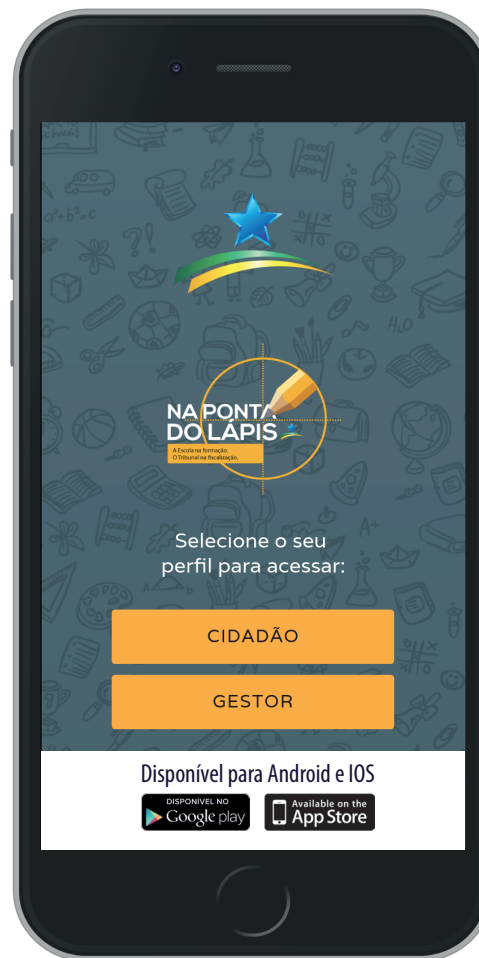 NA PONTA
DO LÁPIS
A Escola na formação.
O Tribunal na fiscalização.
Selecione o seu
perfil para acessar:
CIDADÃO
GESTOR
Disponível para Android e IOS
DISPONÍVEL NO
Google play
Available on the
App Store